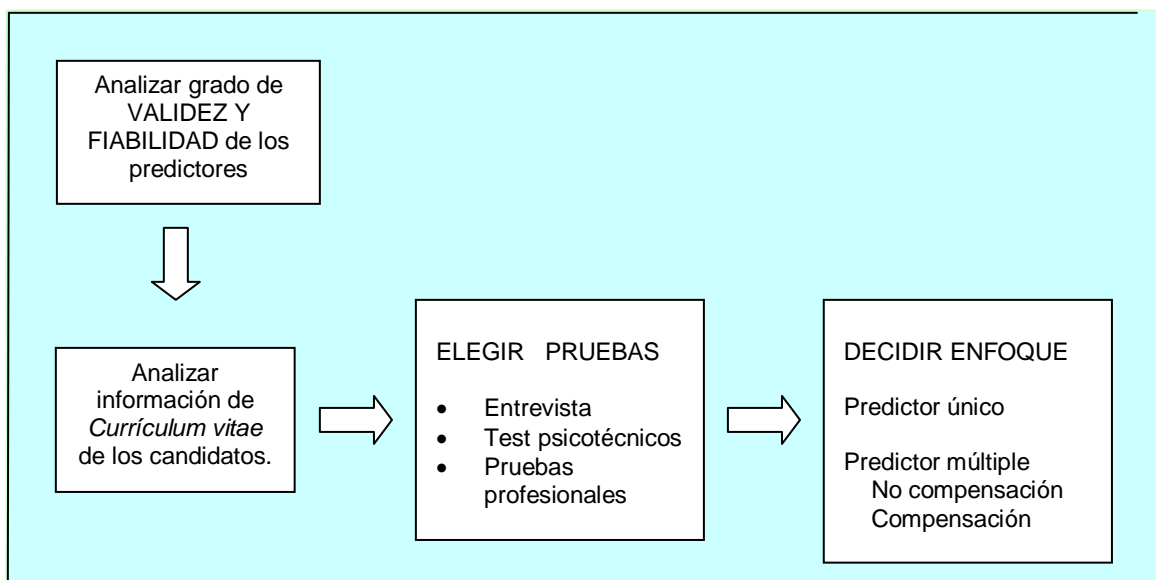 Analizar grado de
VALIDEZ Y
FIABILIDAD de los
predictores
Analizar
información de
Currículum vitae
de los candidatos.
ELEGIR PRUEBAS
• Entrevista
• Test psicotécnicos
• Pruebas
profesionales
DECIDIR ENFOQUE
Predictor único
Predictor múltiple
No compensación
Compensación